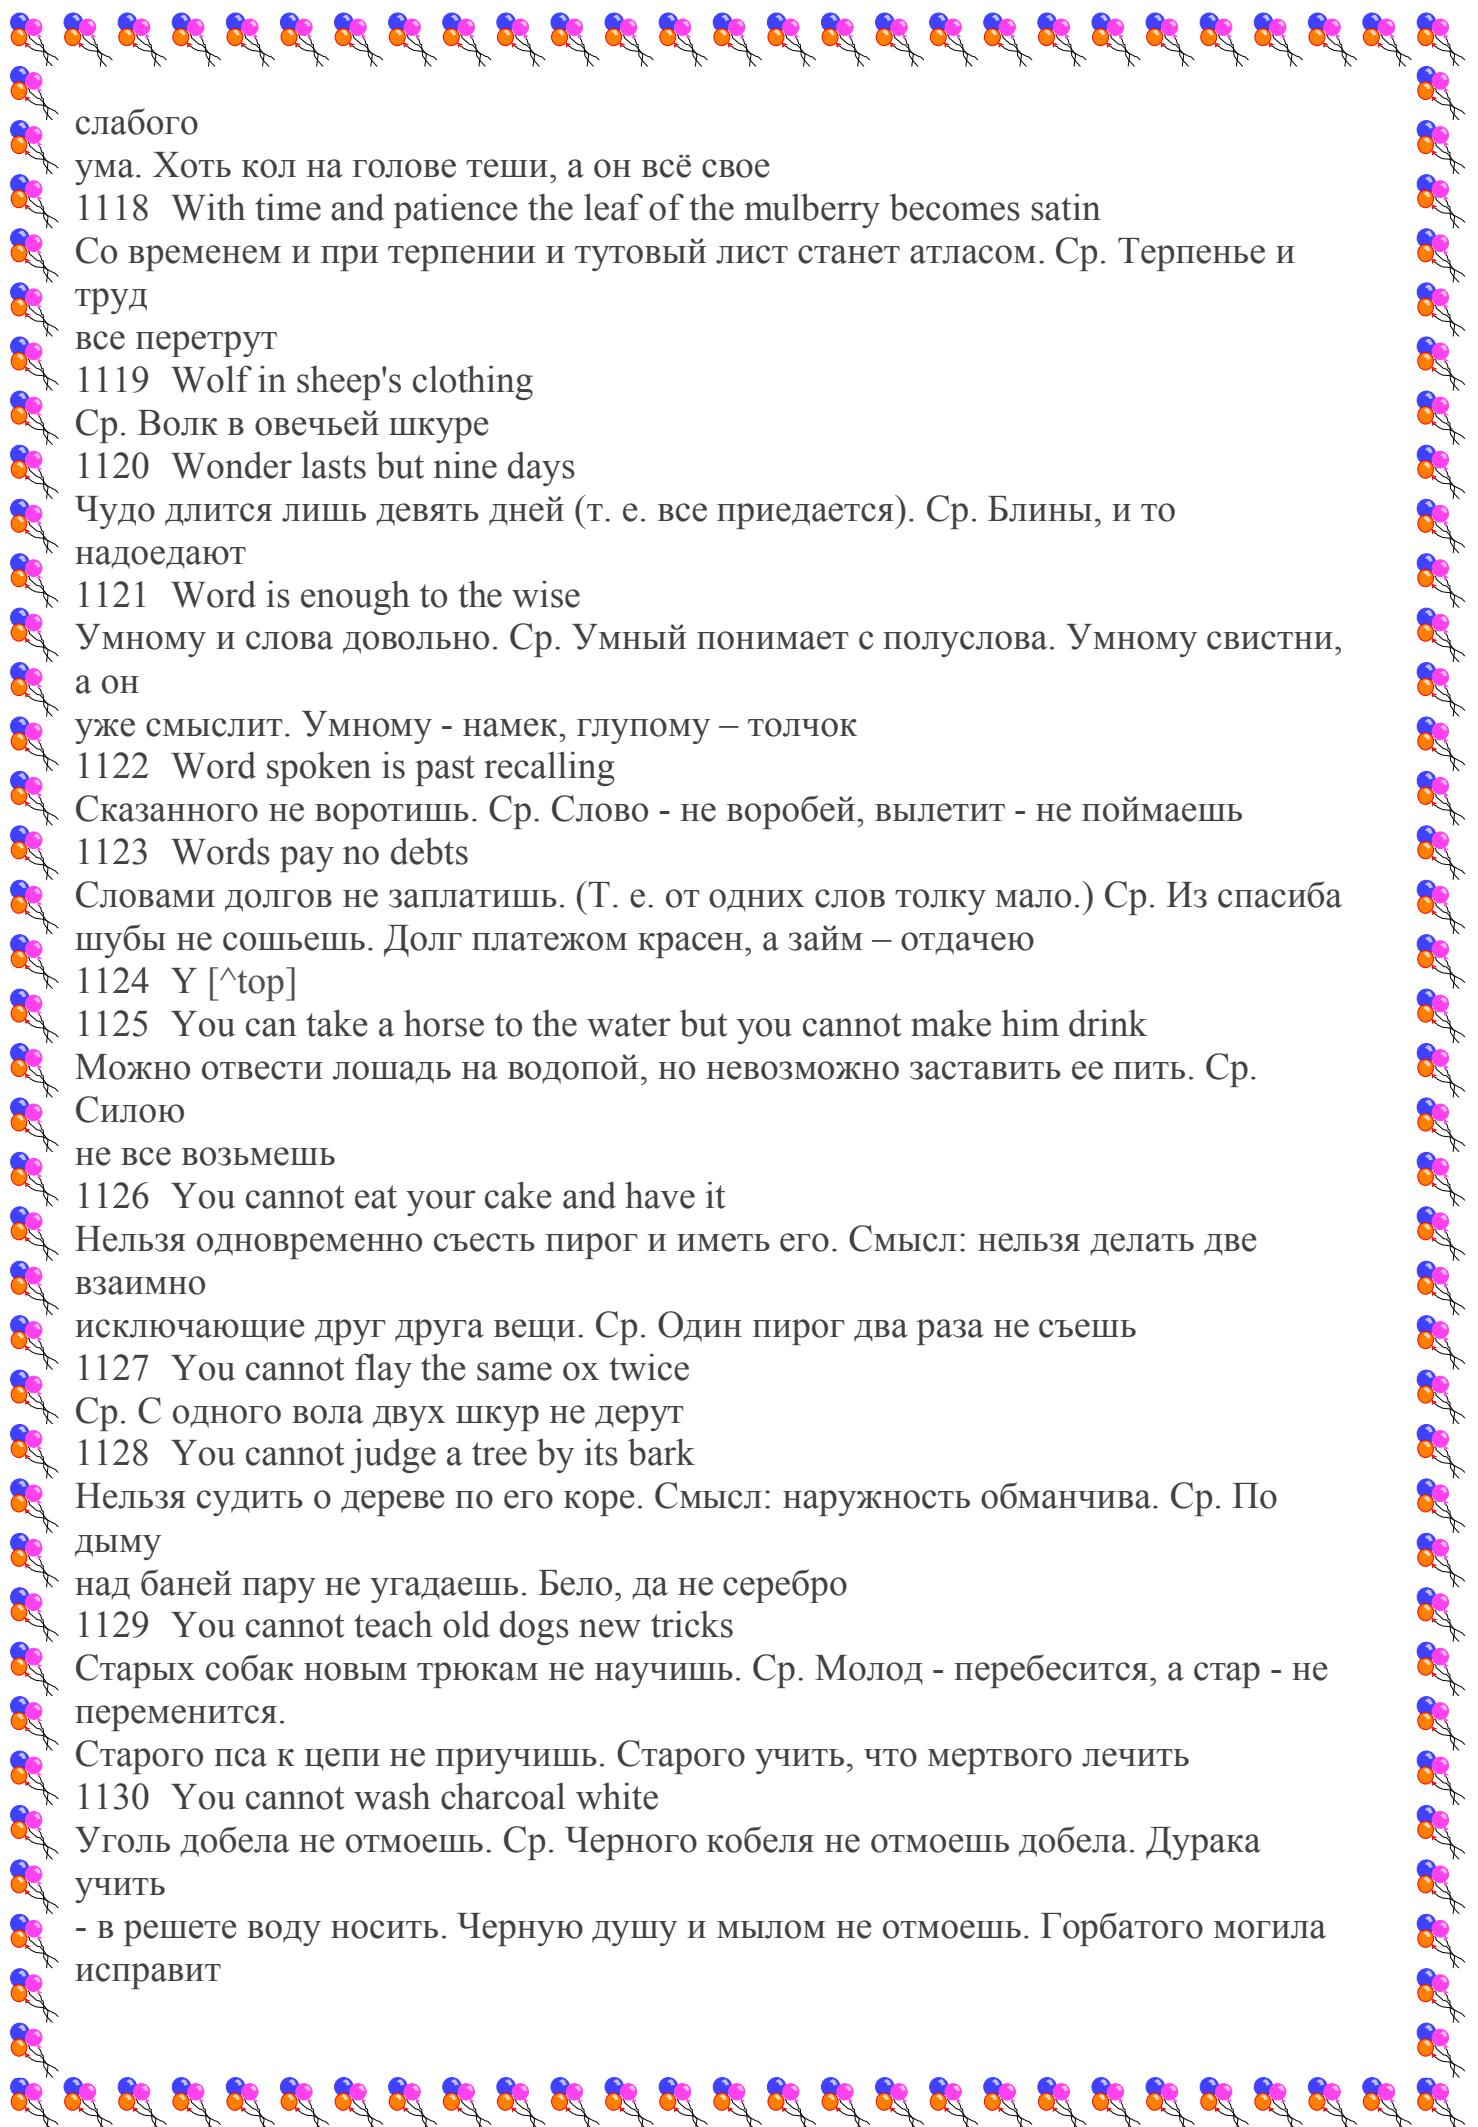 слабого
ума. Хоть кол на голове теши, а он всё свое
1118 With time and patience the leaf of the mulberry becomes satin
Со временем и при терпении и тутовый лист станет атласом. Ср. Терпенье и
труд
все перетрут
1119 Wolf in sheep's clothing
Ср. Волк в овечьей шкуре
1120 Wonder lasts but nine days
Чудо длится лишь девять дней (т. е. все приедается). Ср. Блины, и то
надоедают
1121 Word is enough to the wise
Умному и слова довольно. Ср. Умный понимает с полуслова. Умному свистни,
а он
уже смыслит. Умному - намек, глупому – толчок
1122 Word spoken is past recalling
Сказанного не воротишь. Ср. Слово - не воробей, вылетит - не поймаешь
1123 Words pay no debts
Словами долгов не заплатишь. (Т. е. от одних слов толку мало.) Ср. Из спасиба
шубы не сошьешь. Долг платежом красен, а займ – отдачею
1124 Y [^top]
1125 You can take a horse to the water but you cannot make him drink
Можно отвести лошадь на водопой, но невозможно заставить ее пить. Ср.
Силою
не все возьмешь
1126 You cannot eat your cake and have it
Нельзя одновременно съесть пирог и иметь его. Смысл: нельзя делать две
взаимно
исключающие друг друга вещи. Ср. Один пирог два раза не съешь
1127 You cannot flay the same ox twice
Ср. С одного вола двух шкур не дерут
1128 You cannot judge a tree by its bark
Нельзя судить о дереве по его коре. Смысл: наружность обманчива. Ср. По
дыму
над баней пару не угадаешь. Бело, да не серебро
1129 You cannot teach old dogs new tricks
Старых собак новым трюкам не научишь. Ср. Молод - перебесится, а стар - не
переменится.
Старого пса к цепи не приучишь. Старого учить, что мертвого лечить
1130 You cannot wash charcoal white
Уголь добела не отмоешь. Ср. Черного кобеля не отмоешь добела. Дурака
учить
- в решете воду носить. Черную душу и мылом не отмоешь. Горбатого могила
исправит